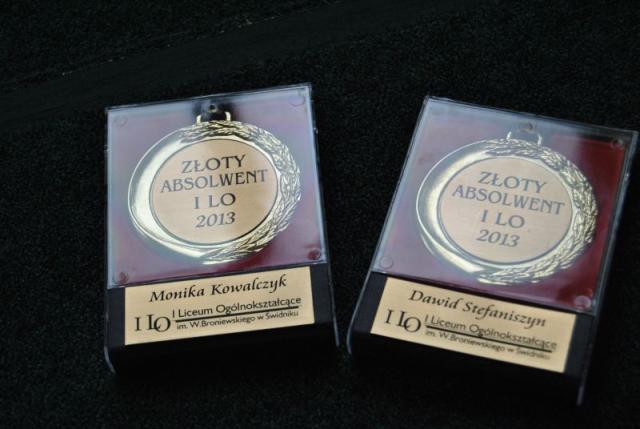 ZŁOTY
ABSOLWENT
I LO
2013
Monika Kowalczyk
I LO I Liceum Ogólnokształcące
im. W.Broniewskiego w Świdniku
ZŁOTY
ABSOLWENT
I LO
2013
Dawid Stefaniszyn
I LO I Liceum Ogólnokształcące
im. W.Broniewskiego w Świdniku